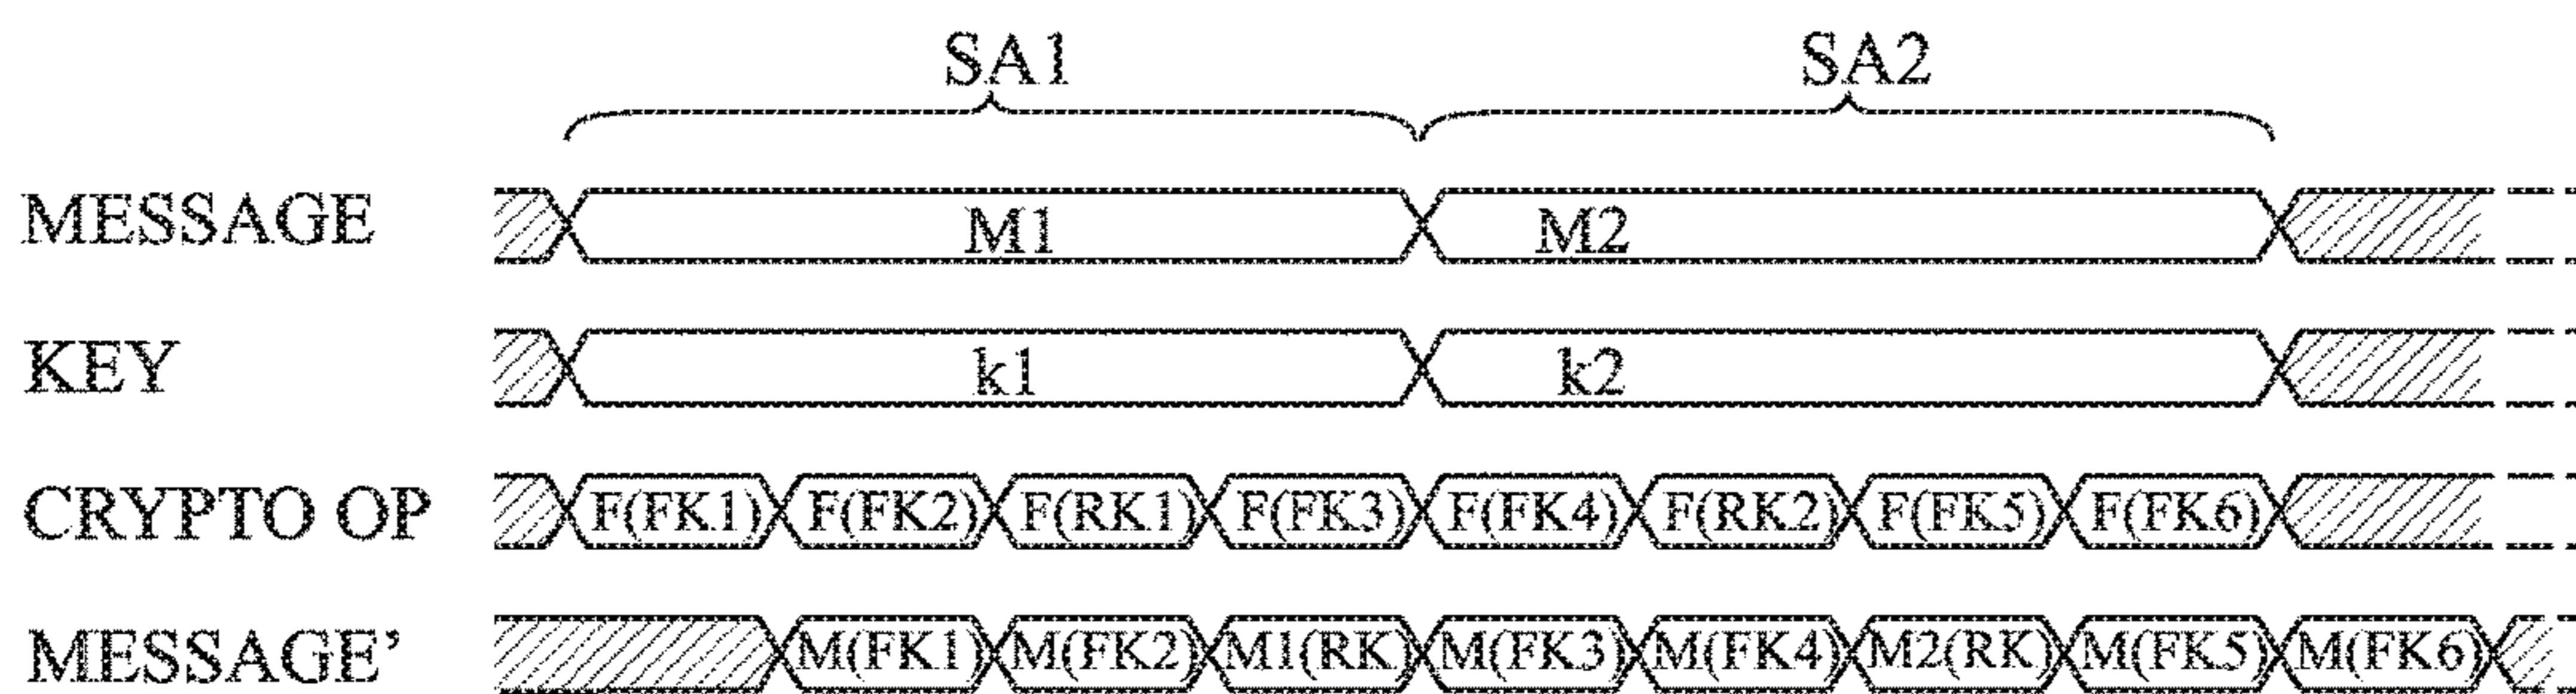 SA1 SA2
MESSAGE M1 M2
KEY k1 k2
CRYPTO OP F(FK1) F(FK2) F(RK1) F(FK3) F(FK4) F(RK2) F(FK5) F(FK6)
MESSAGE’ M(FK1) M(FK2) M1(RK) M(FK3) M(FK4) M2(RK) M(FK5) M(FK6)